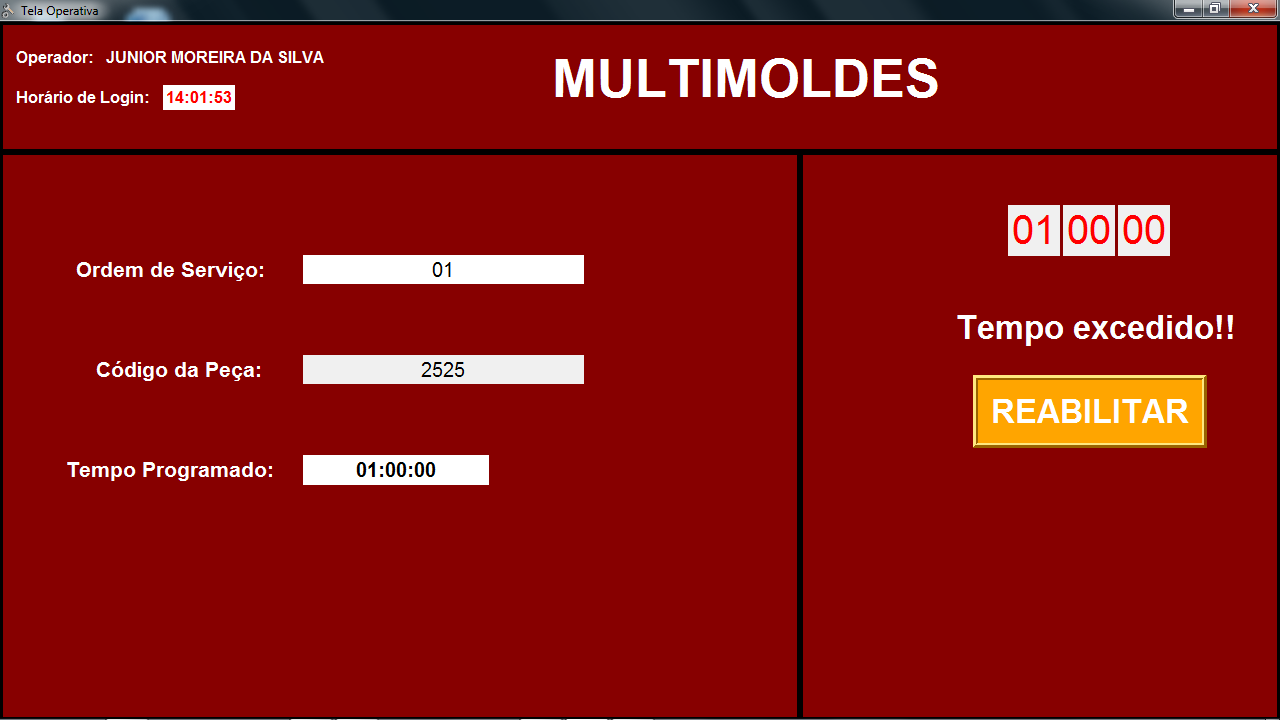 Tela Operativa
Operador: JUNIOR MOREIRA DA SILVA
Horário de Login: 14:01:53
MULTIMOLDES
Ordem de Serviço: 01
Código da Peça: 2525
Tempo Programado: 01:00:00
01 00 00
Tempo excedido!!
REABILITAR